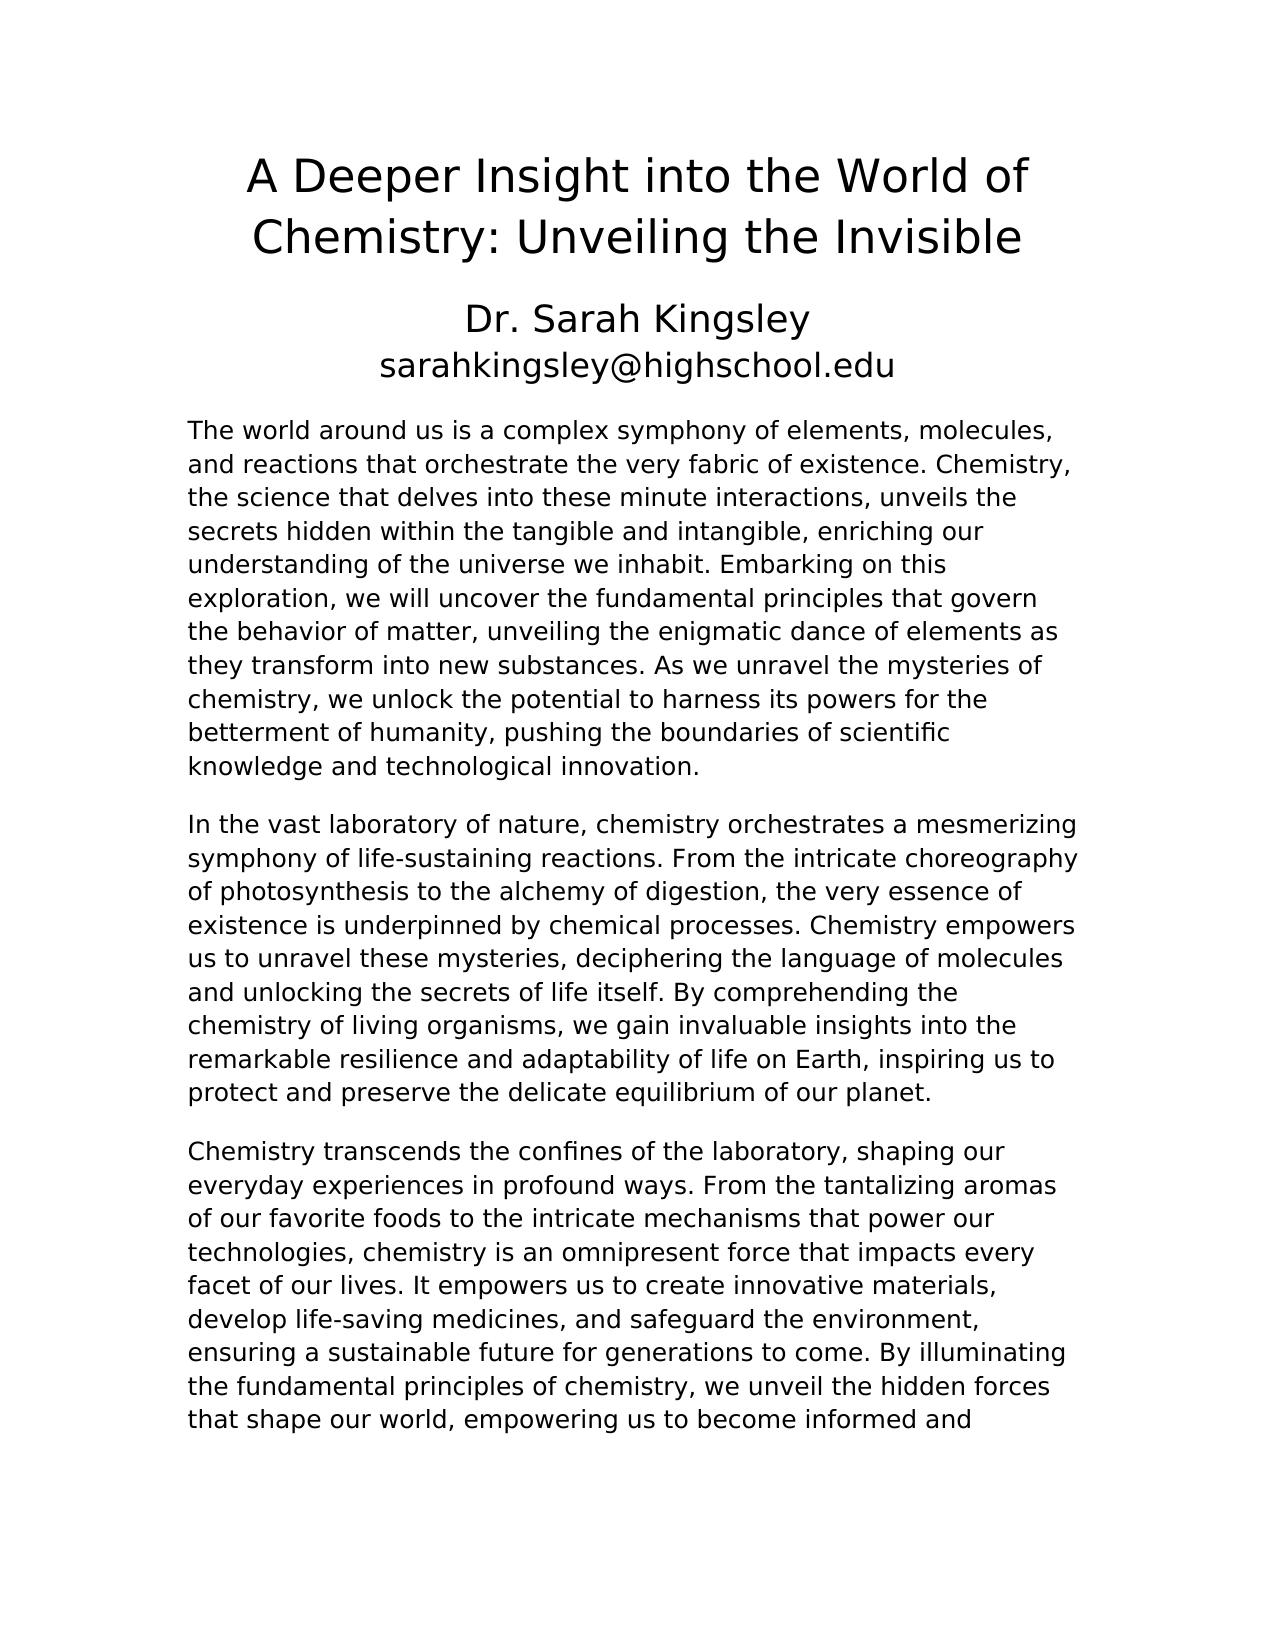 A Deeper Insight into the World of
Chemistry: Unveiling the Invisible
Dr. Sarah Kingsley
sarahkingsley@highschool.edu
The world around us is a complex symphony of elements, molecules,
and reactions that orchestrate the very fabric of existence. Chemistry,
the science that delves into these minute interactions, unveils the
secrets hidden within the tangible and intangible, enriching our
understanding of the universe we inhabit. Embarking on this
exploration, we will uncover the fundamental principles that govern
the behavior of matter, unveiling the enigmatic dance of elements as
they transform into new substances. As we unravel the mysteries of
chemistry, we unlock the potential to harness its powers for the
betterment of humanity, pushing the boundaries of scientific
knowledge and technological innovation.
In the vast laboratory of nature, chemistry orchestrates a mesmerizing
symphony of life-sustaining reactions. From the intricate choreography
of photosynthesis to the alchemy of digestion, the very essence of
existence is underpinned by chemical processes. Chemistry empowers
us to unravel these mysteries, deciphering the language of molecules
and unlocking the secrets of life itself. By comprehending the
chemistry of living organisms, we gain invaluable insights into the
remarkable resilience and adaptability of life on Earth, inspiring us to
protect and preserve the delicate equilibrium of our planet.
Chemistry transcends the confines of the laboratory, shaping our
everyday experiences in profound ways. From the tantalizing aromas
of our favorite foods to the intricate mechanisms that power our
technologies, chemistry is an omnipresent force that impacts every
facet of our lives. It empowers us to create innovative materials,
develop life-saving medicines, and safeguard the environment,
ensuring a sustainable future for generations to come. By illuminating
the fundamental principles of chemistry, we unveil the hidden forces
that shape our world, empowering us to become informed and